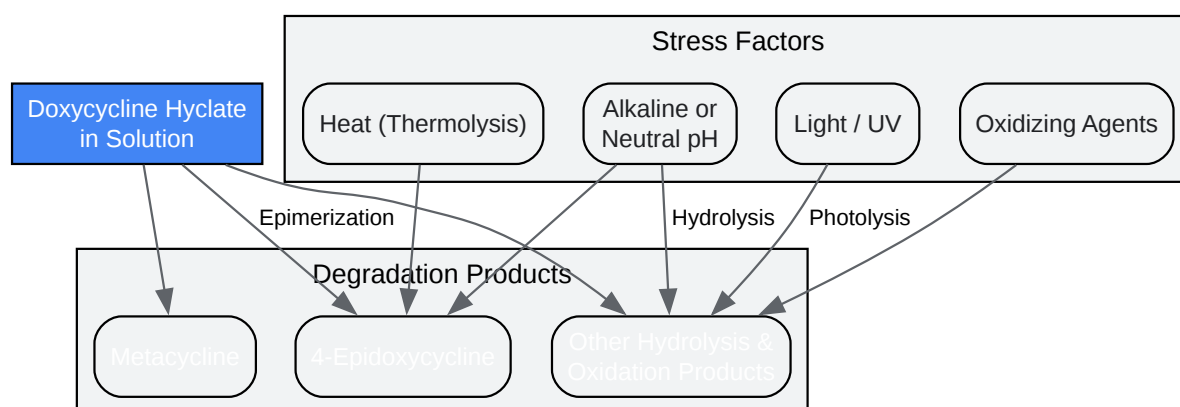 Stress Factors
Doxycycline Hyclate
in Solution
Heat (Thermolysis)
Alkaline or
Neutral pH
Light / UV
Oxidizing Agents
Epimerization
Hydrolysis
Photolysis
Degradation Products
Metacycline
4-Epidoxycycline
Other Hydrolysis &
Oxidation Products